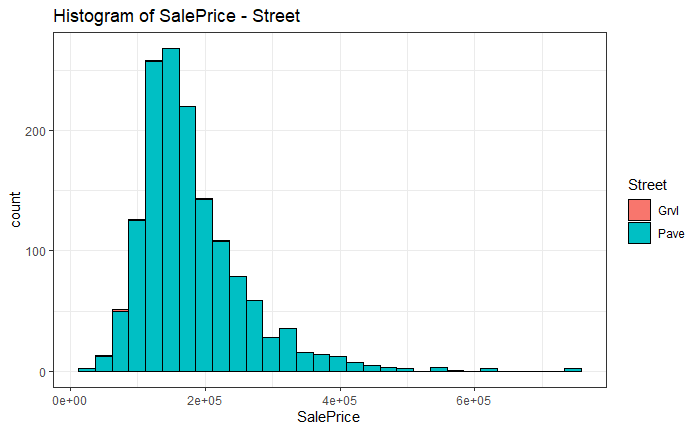 Histogram of SalePrice - Street
count
200
100
0
0e+00
2e+05
4e+05
6e+05
SalePrice
Street
Grvl
Pave